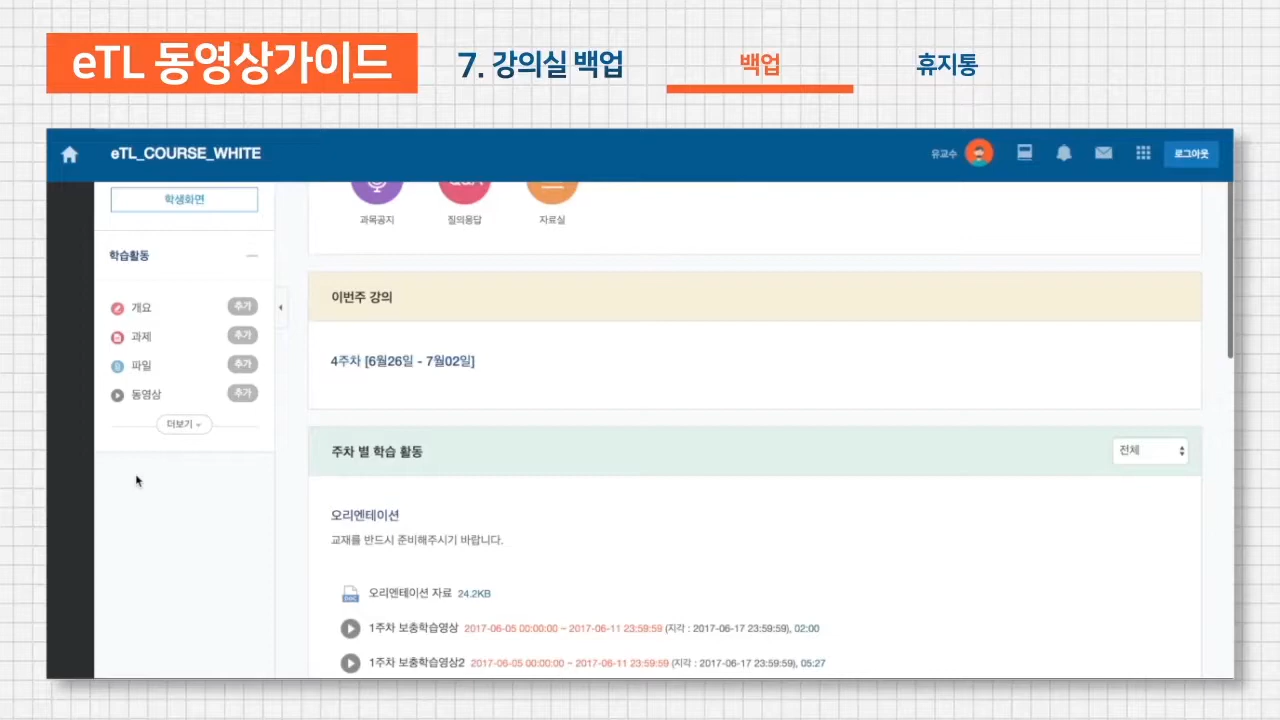 eTL 동영상가이드
7. 강의실 백업
백업
휴지통
eTL_COURSE_WHITE
유교수
로그아웃
학생화면
과목공지
질의응답
자료실
학습활동
개요 추가
과제 추가
파일 추가
동영상 추가
더보기
이번주 강의
4주차 [6월26일 - 7월02일]
주차 별 학습 활동
전체
오리엔테이션
교재를 반드시 준비해주시기 바랍니다.
DOC
오리엔테이션 자료 24.2KB
1주차 보충학습영상 2017-06-05 00:00:00 ~ 2017-06-11 23:59:59 (지각 : 2017-06-17 23:59:59), 02:00
1주차 보충학습영상2 2017-06-05 00:00:00 ~ 2017-06-11 23:59:59 (지각 : 2017-06-17 23:59:59), 05:27